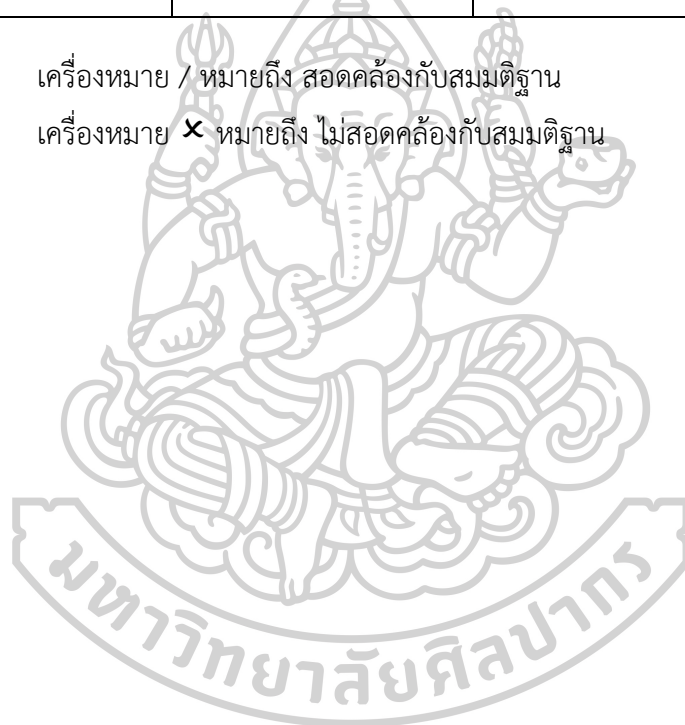 เครื่องหมาย / หมายถึง สอดคล้องกับสมมติฐาน
เครื่องหมาย ✗ หมายถึง ไม่สอดคล้องกับสมมติฐาน
มหาวิทยาลัยศิลปากร